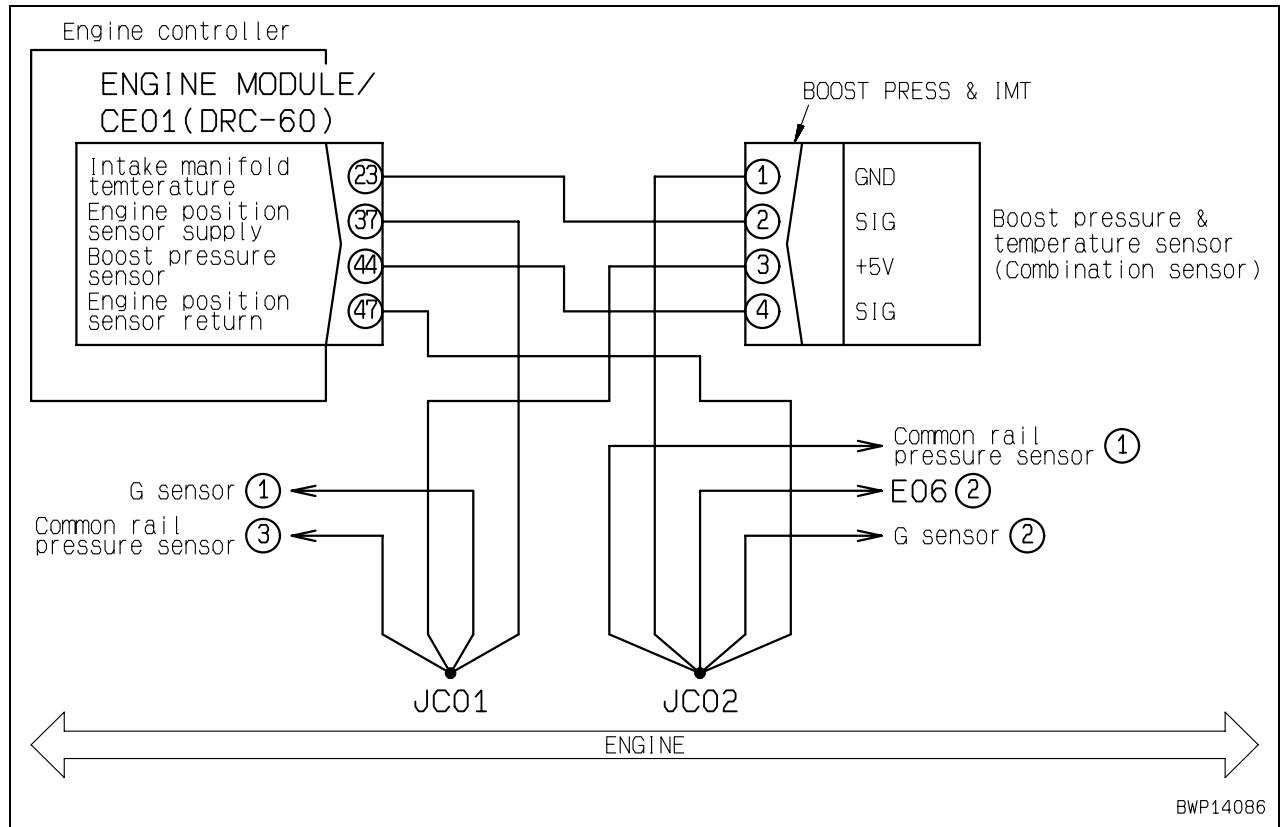 Engine controller
ENGINE MODULE/
CE01(DRC-60)
Intake manifold
temterature
Engine position
sensor supply
Boost pressure
sensor
Engine position
sensor return
23
37
44
47
BOOST PRESS & IMT
1
2
3
4
GND
SIG
+5V
SIG
Boost pressure &
temperature sensor
(Combination sensor)
G sensor 1
Common rail
pressure sensor 3
Common rail
pressure sensor 1
E06 2
G sensor 2
JC01
JC02
ENGINE
BWP14086